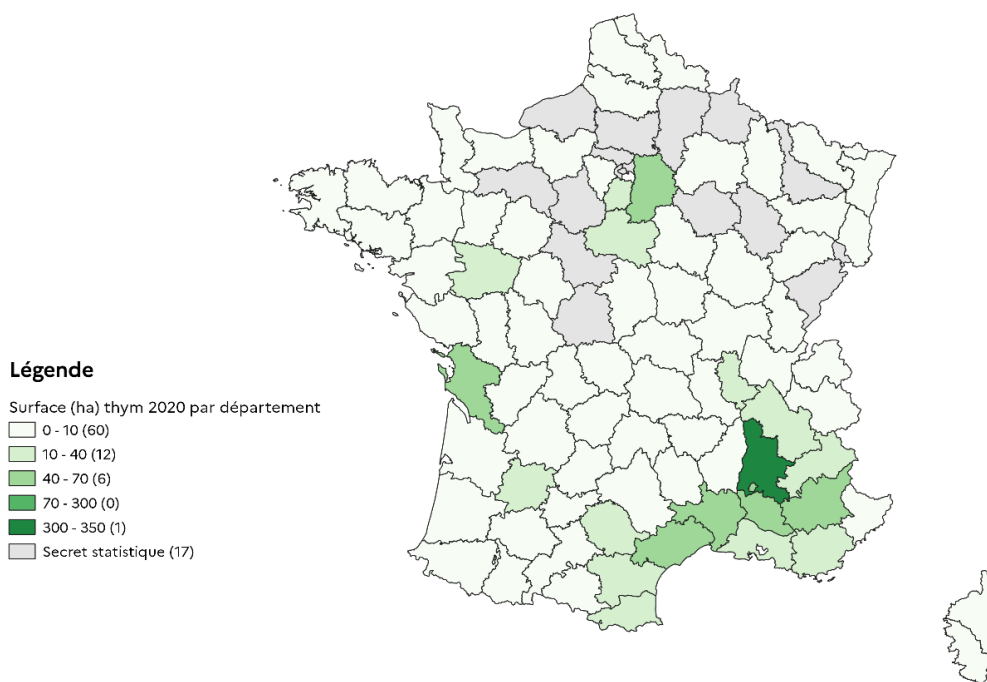 Légende
Surface (ha) thym 2020 par département
0 - 10 (60)
10 - 40 (12)
40 - 70 (6)
70 - 300 (0)
300 - 350 (1)
Secret statistique (17)